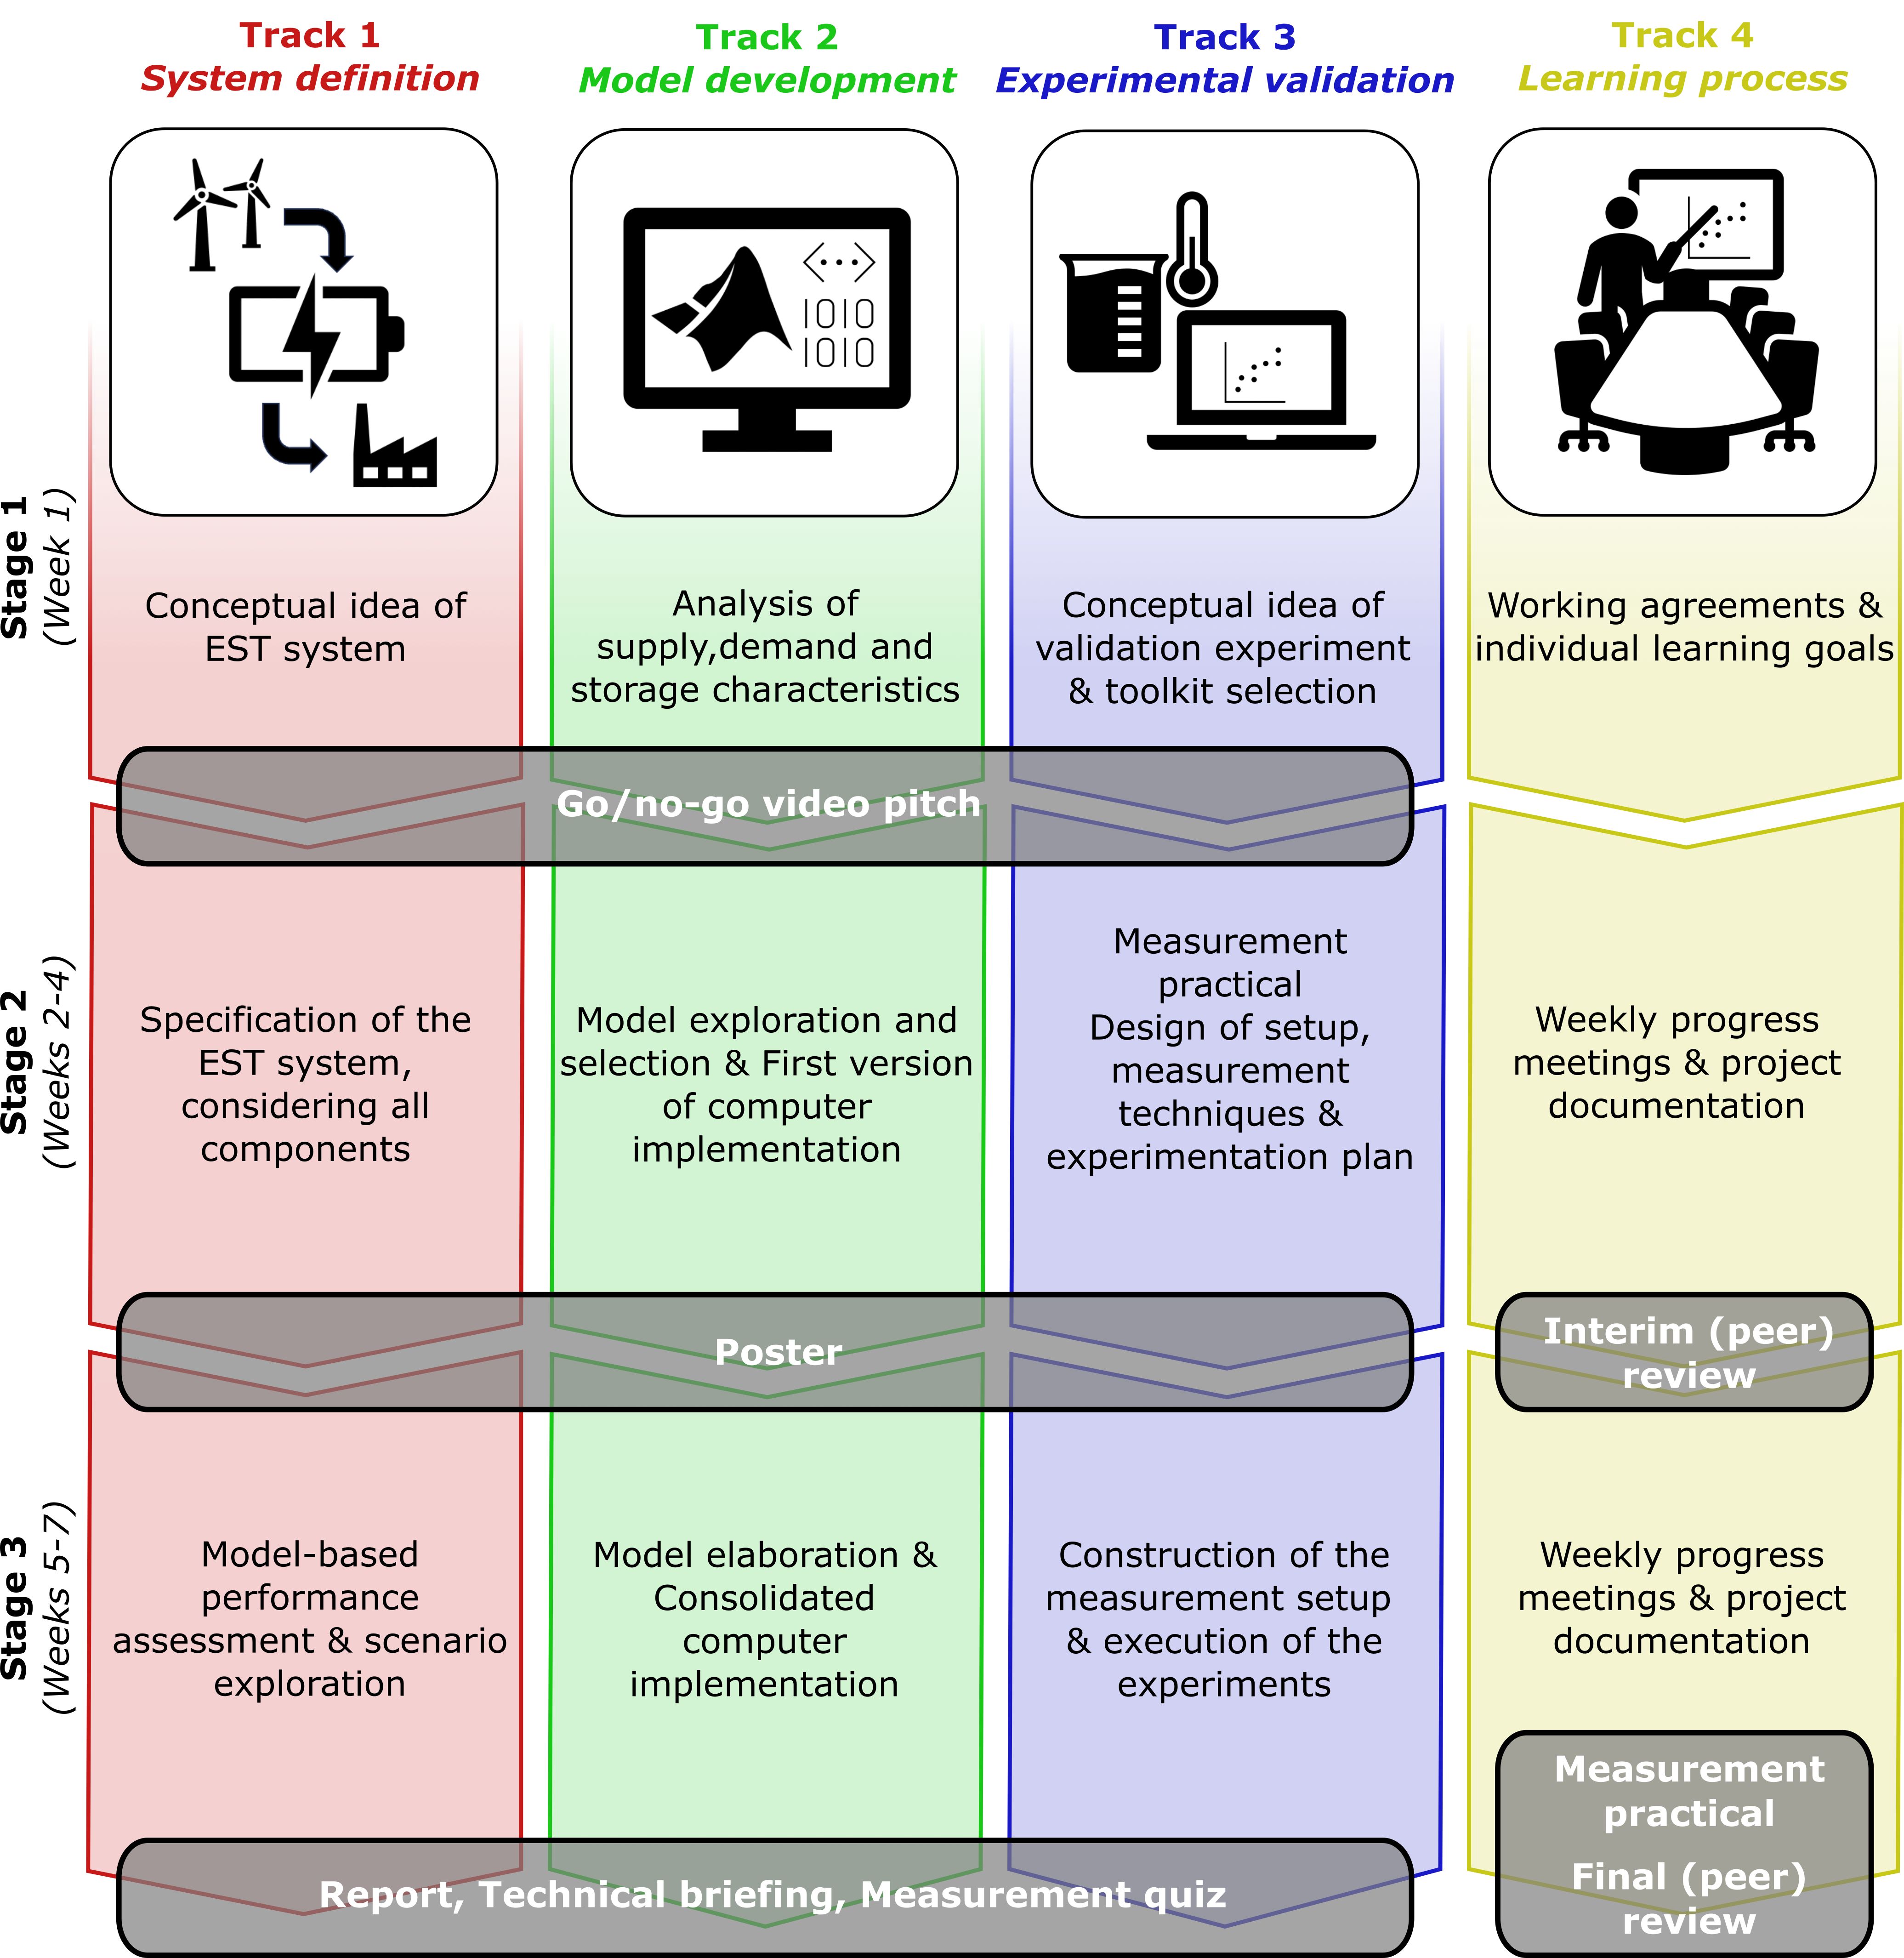 Track 1
System definition
Track 2
Model development
Track 3
Experimental validation
Track 4
Learning process
<···>
1010
1010
Stage 1
(Week 1)
Conceptual idea of
EST system
Analysis of
supply,demand and
storage characteristics
Conceptual idea of
validation experiment
& toolkit selection
Working agreements &
individual learning goals
Go/no-go video pitch
Stage 2
(Weeks 2-4)
Specification of the
EST system,
considering all
components
Model exploration and
selection & First version
of computer
implementation
Measurement
practical
Design of setup,
measurement
techniques &
experimentation plan
Weekly progress
meetings & project
documentation
Poster
Interim (peer)
review
Stage 3
(Weeks 5-7)
Model-based
performance
assessment & scenario
exploration
Model elaboration &
Consolidated
computer
implementation
Construction of the
measurement setup
& execution of the
experiments
Weekly progress
meetings & project
documentation
Report, Technical briefing, Measurement quiz
Measurement
practical
Final (peer)
review